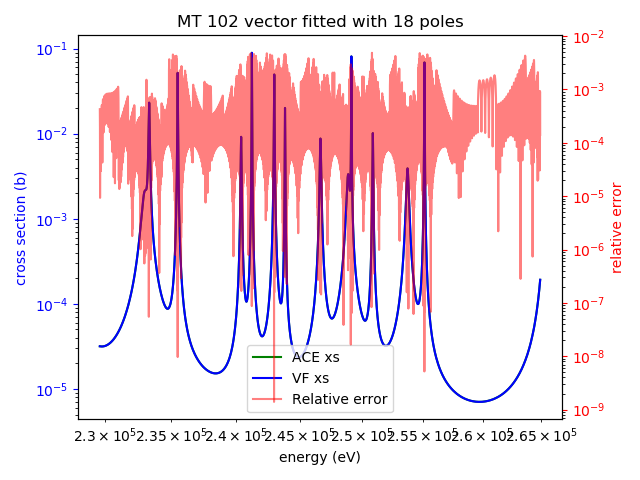 MT 102 vector fitted with 18 poles
10⁻¹
10⁻²
10⁻³
10⁻⁴
10⁻⁵
cross section (b)
10⁻²
10⁻³
10⁻⁴
10⁻⁵
10⁻⁶
10⁻⁷
10⁻⁸
10⁻⁹
relative error
ACE xs
VF xs
Relative error
2.3 × 10⁵ 2.35 × 10⁵ 2.4 × 10⁵ 2.45 × 10⁵ 2.5 × 10⁵ 2.55 × 10⁵ 2.6 × 10⁵ 2.65 × 10⁵
energy (eV)